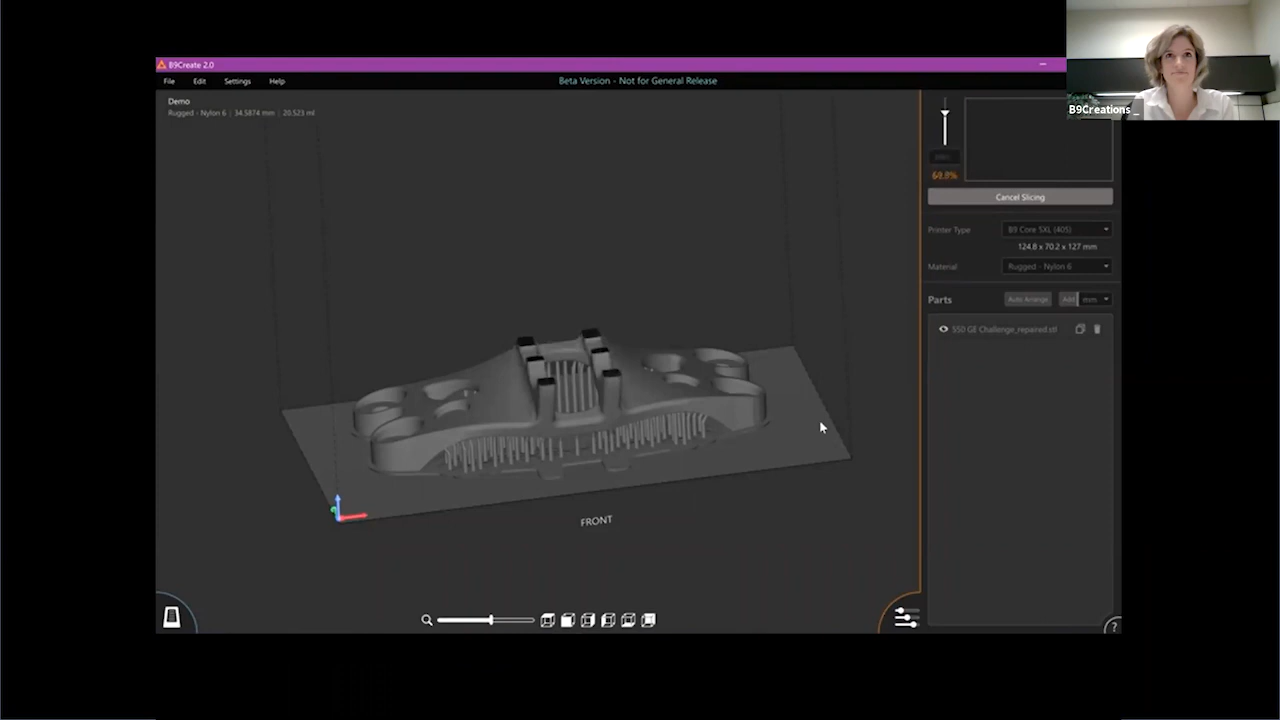 B9Create 2.0
File Edit Settings Help
Beta Version - Not for General Release
B9Creations _
Demo
Rugged - Nylon 6 | 34.5874 mm | 20.523 ml
Cancel Slicing
Printer Type B9 Core 5XL (405)
124.8 x 70.2 x 127 mm
Material Rugged - Nylon 6
Parts Auto Arrange Add
550 GE Challenge_repaired.stl
FRONT
?